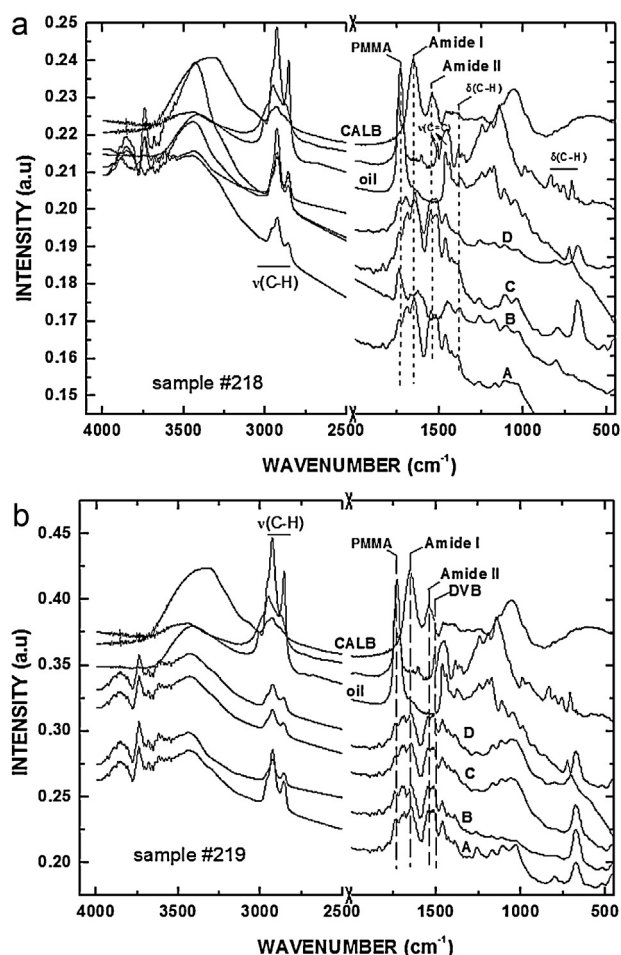 a
PMMA
Amide I
Amide II
δ(C-H)
ν(C=C)
δ(C-H)
CALB
oil
D
C
B
A
ν(C-H)
sample #218
0.25
0.24
0.23
0.22
0.21
0.20
0.19
0.18
0.17
0.16
0.15
INTENSITY (a.u)
4000 3500 3000 2500 1500 1000 500
WAVENUMBER (cm-1)
b
ν(C-H)
PMMA
Amide I
Amide II
DVB
CALB
oil
D
C
B
A
sample #219
0.45
0.40
0.35
0.30
0.25
0.20
INTENSITY (a.u)
4000 3500 3000 2500 1500 1000 500
WAVENUMBER (cm-1)